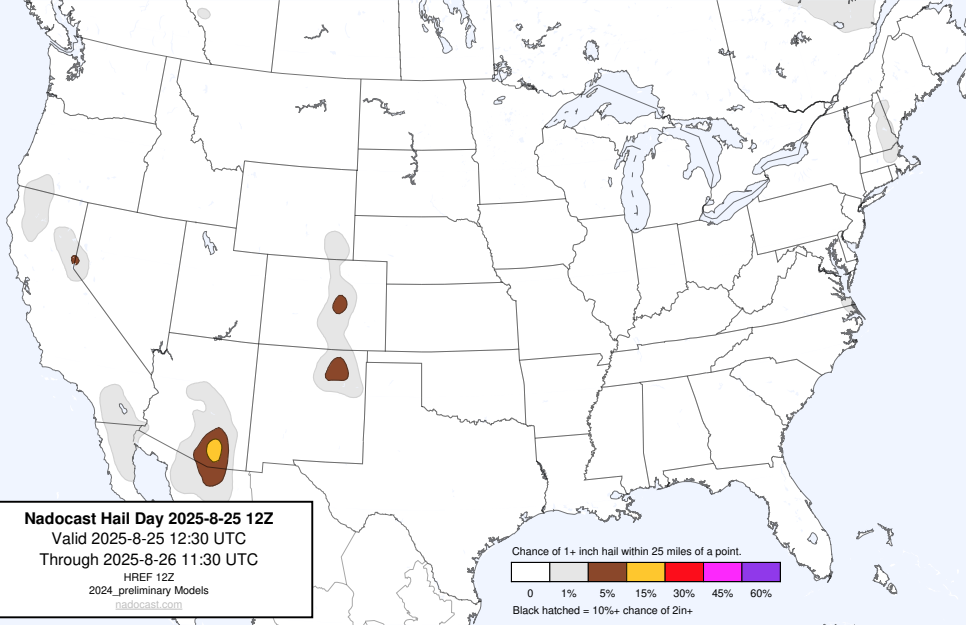 Nadocast Hail Day 2025-8-25 12Z
Valid 2025-8-25 12:30 UTC
Through 2025-8-26 11:30 UTC
HREF 12Z
2024_preliminary Models
nadocast.com
Chance of 1+ inch hail within 25 miles of a point.
0 1% 5% 15% 30% 45% 60%
Black hatched = 10%+ chance of 2in+